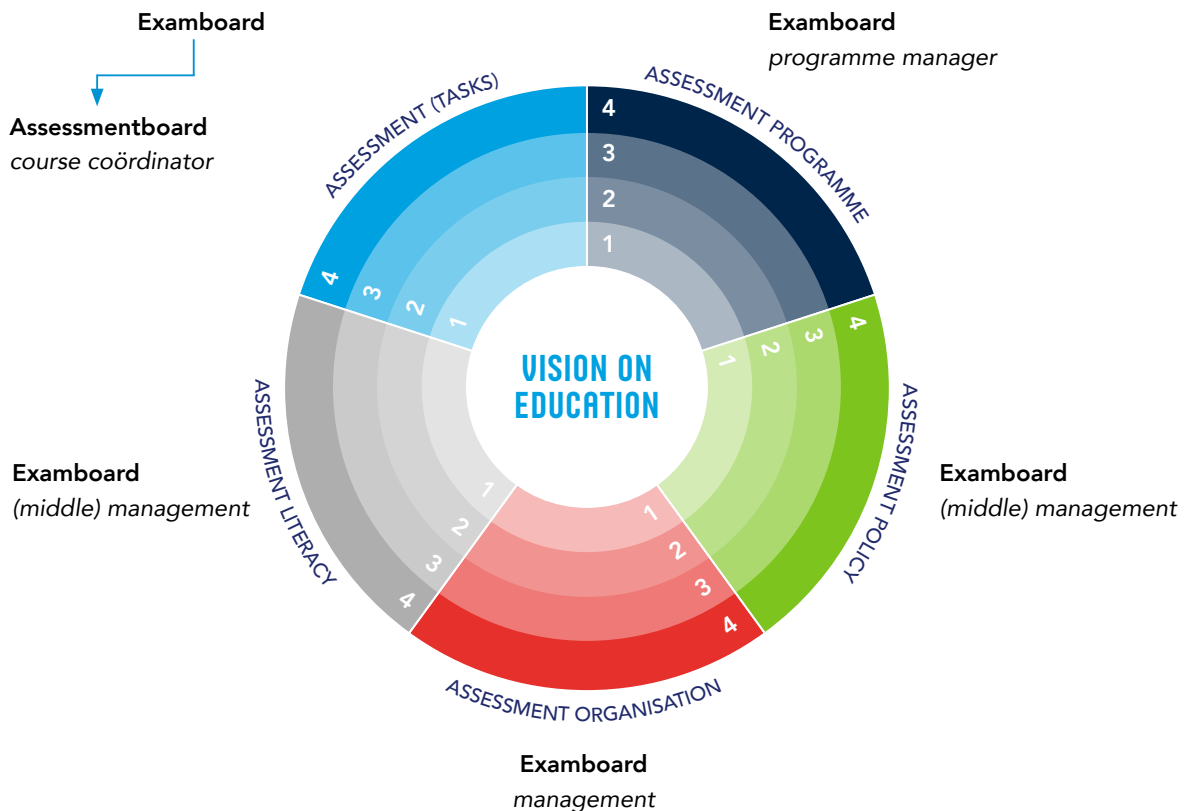 Examboard
Assessmentboard
course coördinator
Examboard
programme manager
ASSESSMENT (TASKS)
4
3
2
1
ASSESSMENT PROGRAMME
4
3
2
1
ASSESSMENT POLICY
1
2
3
4
Examboard
(middle) management
VISION ON
EDUCATION
ASSESSMENT LITERACY
1
2
3
4
Examboard
(middle) management
1
2
3
4
ASSESSMENT ORGANISATION
Examboard
management